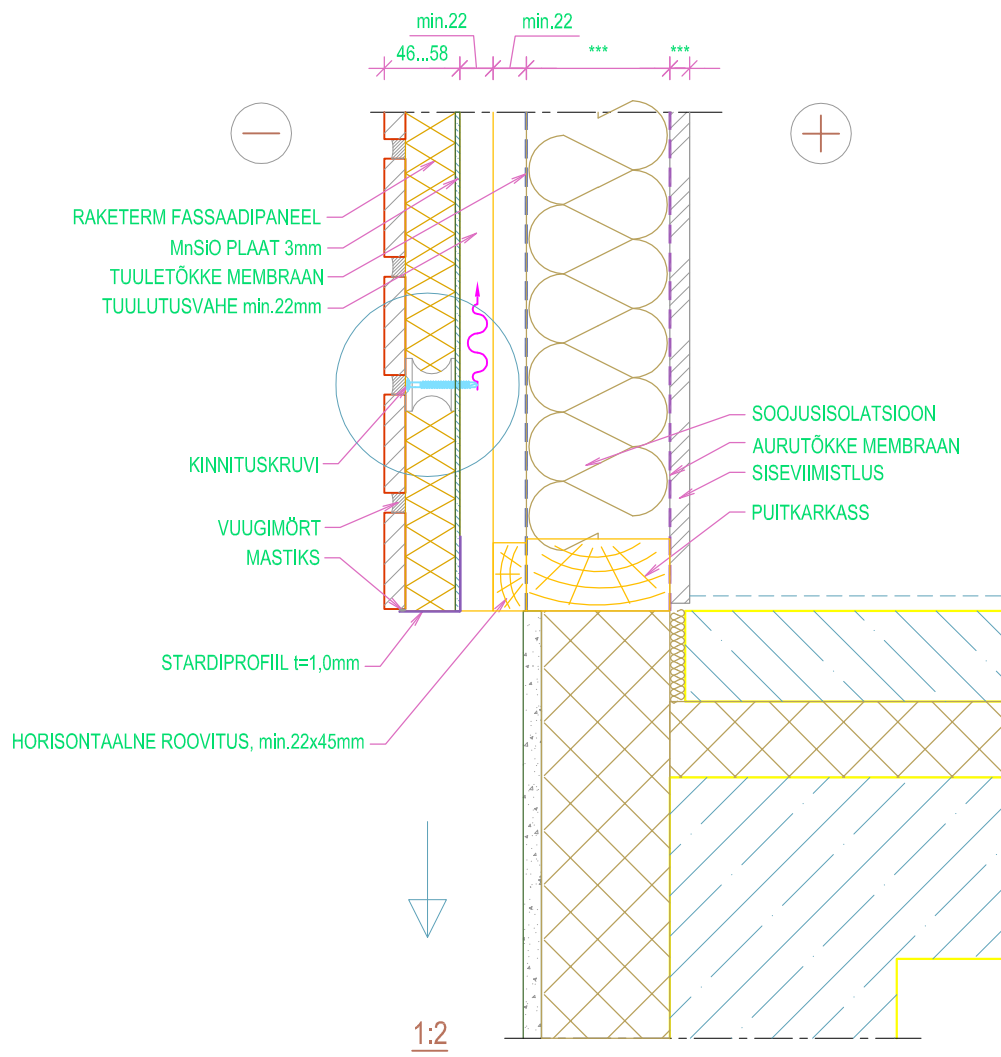 min.22
min.22
46...58
***
***
RAKETERM FASSAADIPANEEL
MnSiO PLAAT 3mm
TUULETÕKKE MEMBRAAN
TUULUTUSVAHE min.22mm
SOOJUSISOLATSIOON
AURUTÕKKE MEMBRAAN
SISEVIIMISTLUS
KINNITUSKRUVI
PUITKARKASS
VUUGIMÖRT
MASTIKS
STARDIPROFIIL t=1,0mm
HORISONTAALNE ROOVITUS, min.22x45mm
1:2